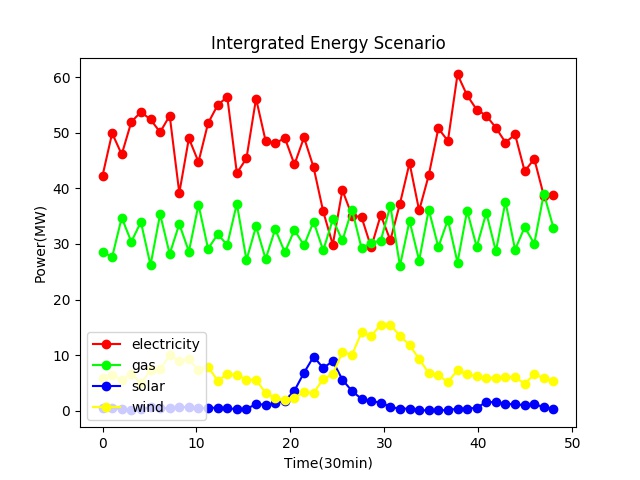 Intergrated Energy Scenario
Power(MW)
60
50
40
30
20
10
0
electricity
gas
solar
wind
0 10 20 30 40 50
Time(30min)